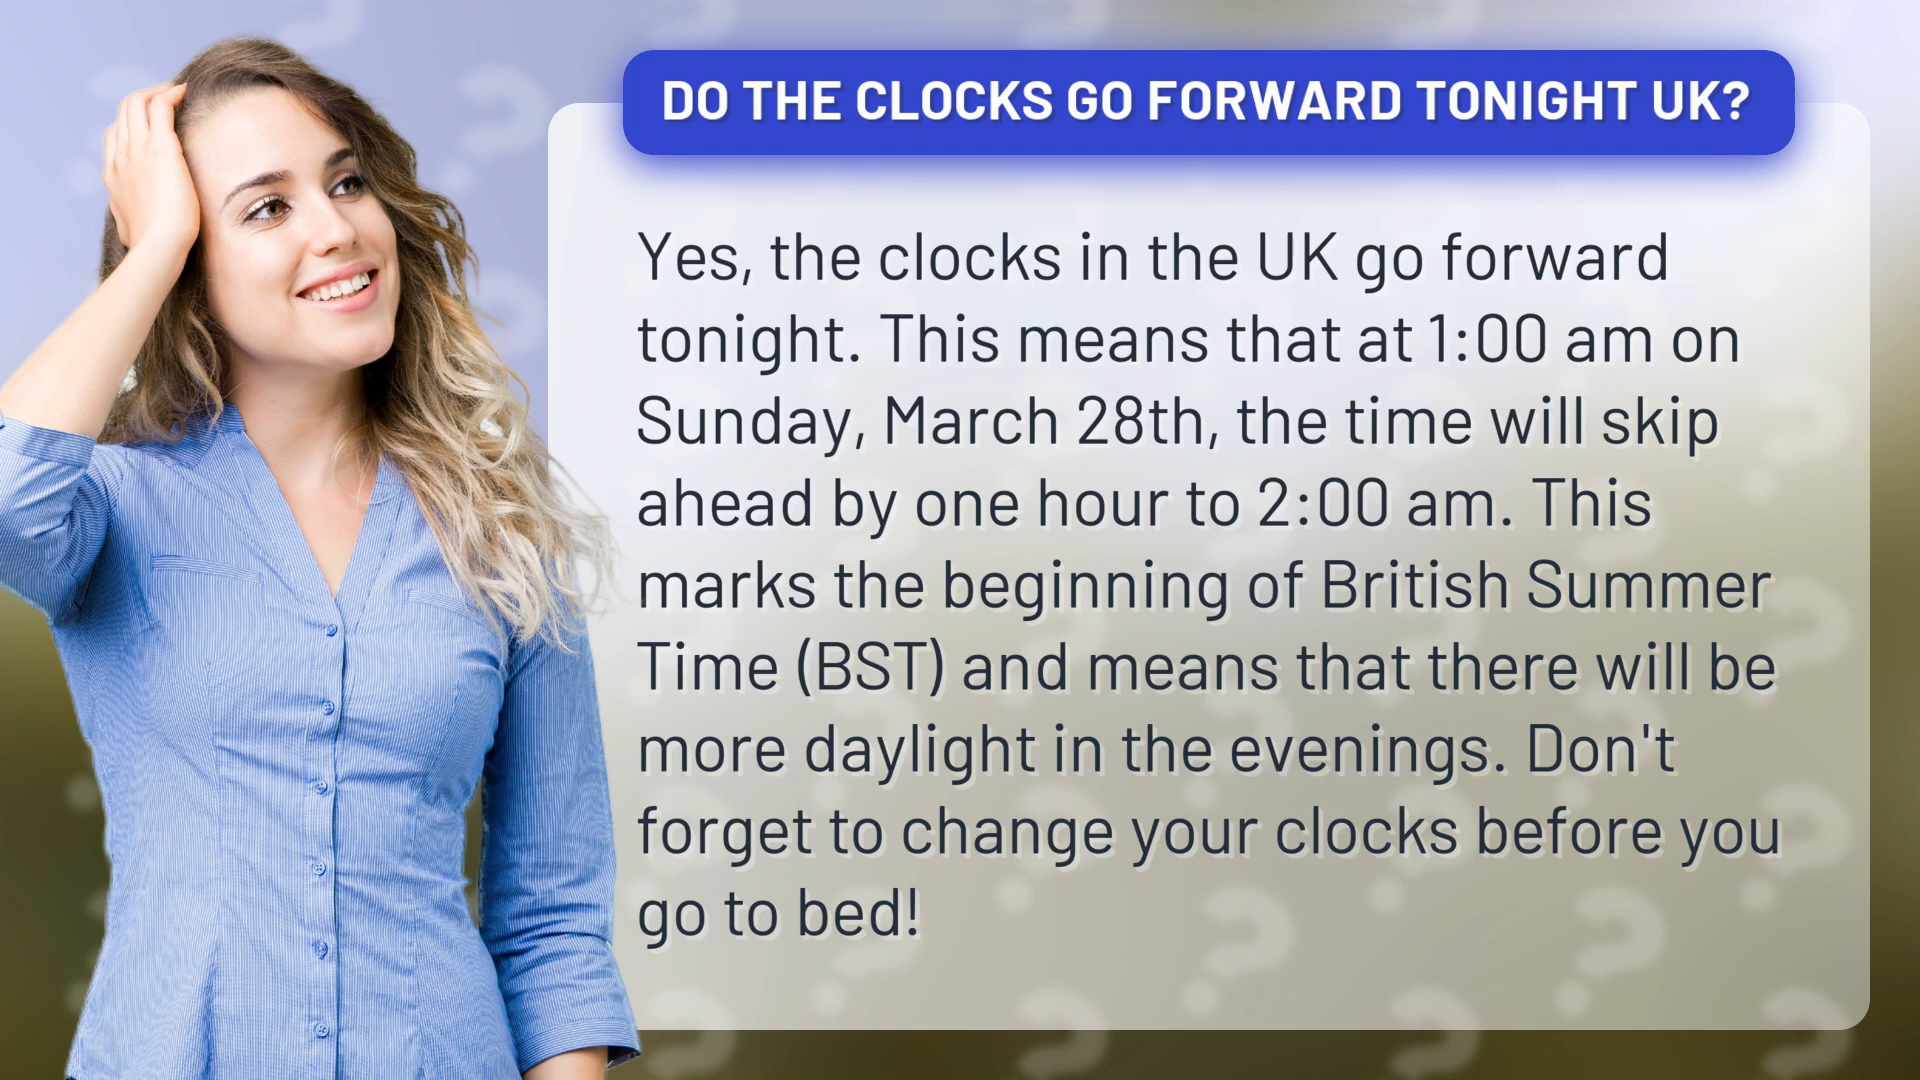 DO THE CLOCKS GO FORWARD TONIGHT UK?
Yes, the clocks in the UK go forward
tonight. This means that at 1:00 am on
Sunday, March 28th, the time will skip
ahead by one hour to 2:00 am. This
marks the beginning of British Summer
Time (BST) and means that there will be
more daylight in the evenings. Don't
forget to change your clocks before you
go to bed!